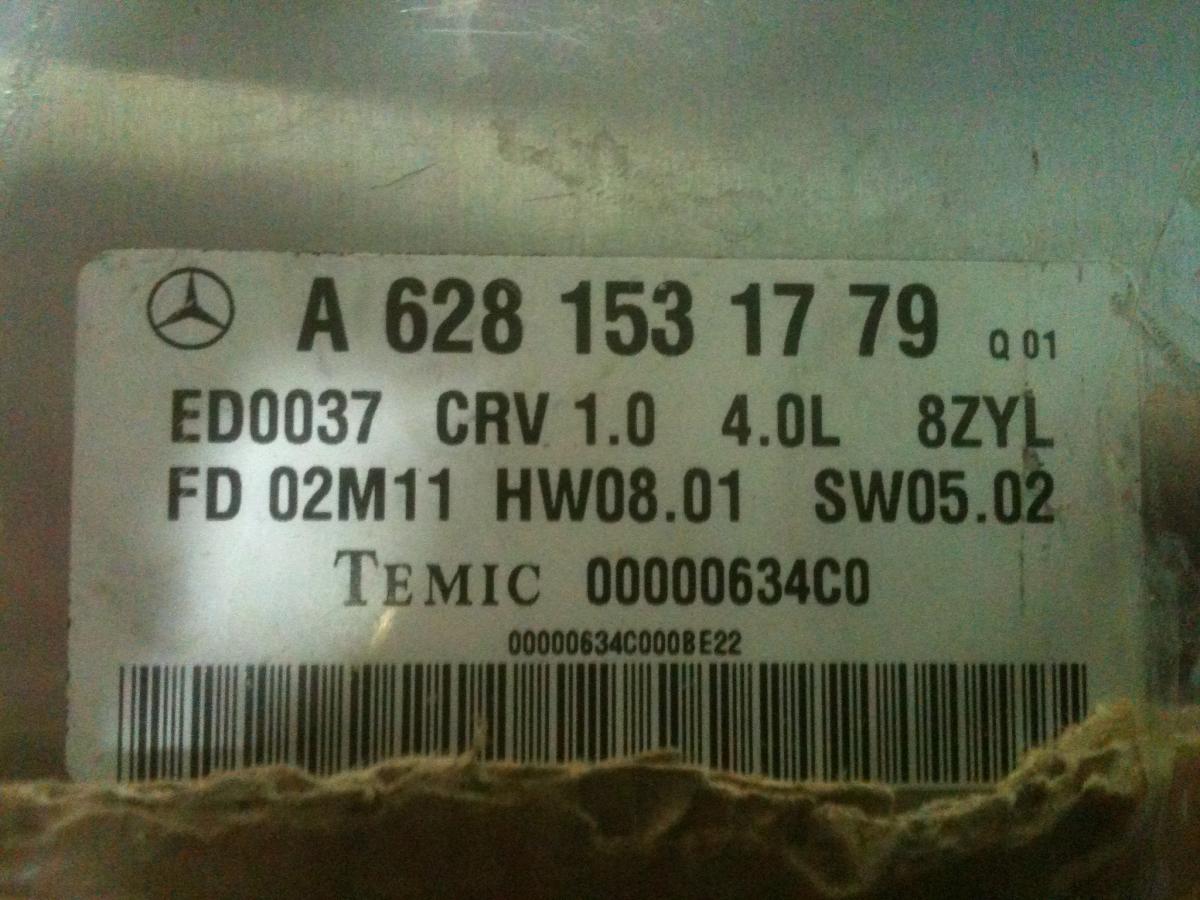 A 628 153 17 79 Q 01
ED0037 CRV 1.0 4.0L 8ZYL
FD 02M11 HW08.01 SW05.02
TEMIC 00000634C0
00000634C000BE22